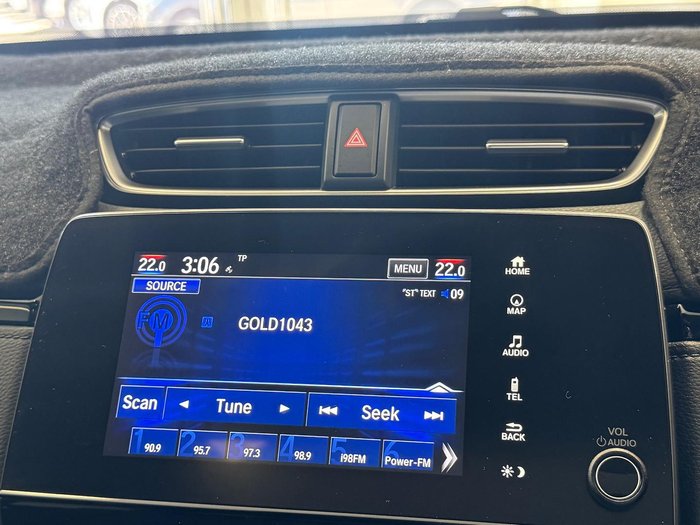 22.0 3:06 TP MENU 22.0
SOURCE
"ST" TEXT 09
FM
GOLD1043
Scan Tune Seek
1 90.9 2 95.7 3 97.3 4 98.9 5 i98FM 6 Power-FM
HOME
MAP
AUDIO
TEL
BACK
VOL
AUDIO